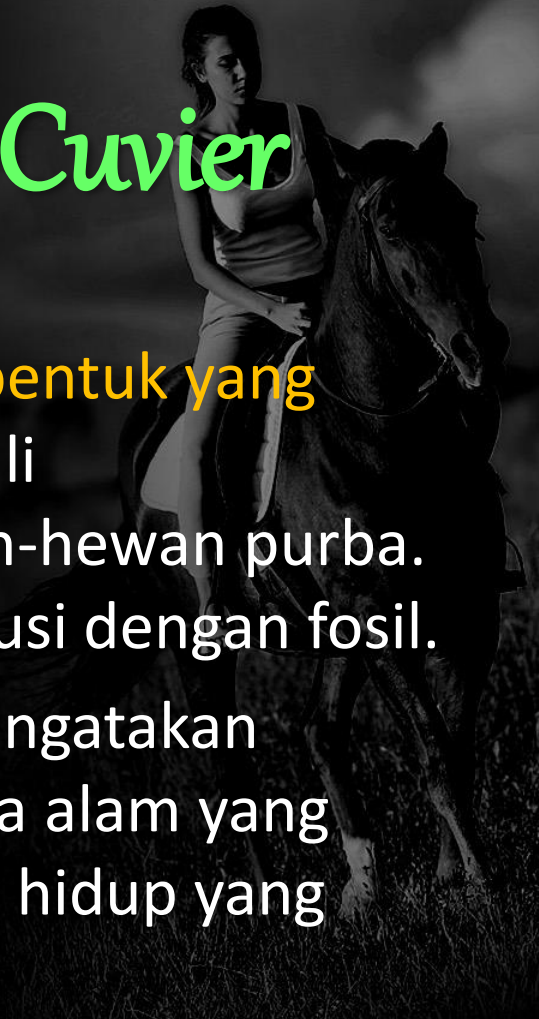 Cuvier
bentuk yang
li
n-hewan purba.
usi dengan fosil.
ngatakan
a alam yang
hidup yang